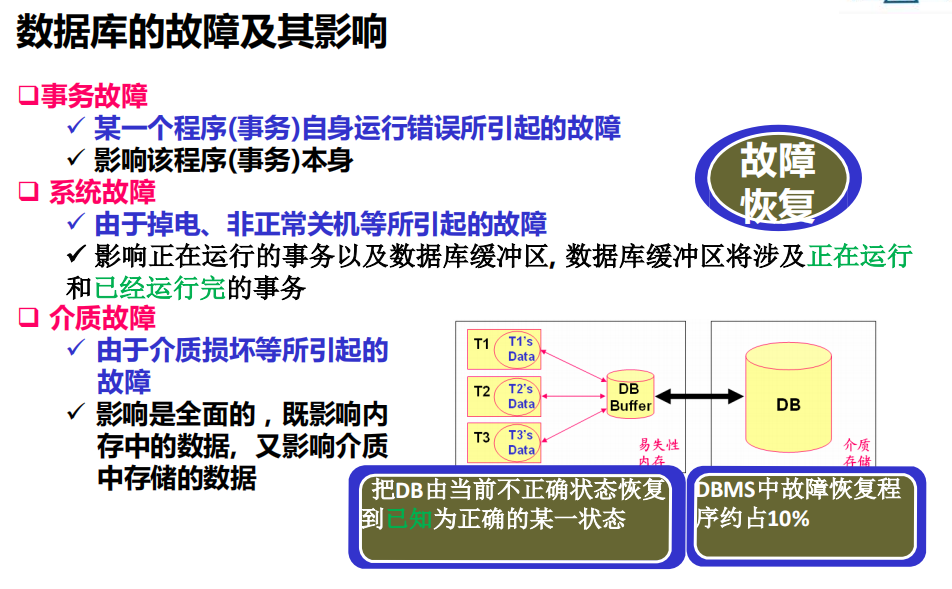 数据库的故障及其影响
❑事务故障
✓ 某一个程序(事务)自身运行错误所引起的故障
✓ 影响该程序(事务)本身
❑ 系统故障
✓ 由于掉电、非正常关机等所引起的故障
✓ 影响正在运行的事务以及数据库缓冲区, 数据库缓冲区将涉及正在运行
和已经运行完的事务
❑ 介质故障
✓ 由于介质损坏等所引起的
故障
✓ 影响是全面的，既影响内
存中的数据, 又影响介质
中存储的数据
故障
恢复
T1
T1's
Data
T2
T2's
Data
T3
T3's
Data
DB
Buffer
易失性
内存
DB
介质
存储
把DB由当前不正确状态恢复
到已知为正确的某一状态
DBMS中故障恢复程
序约占10%